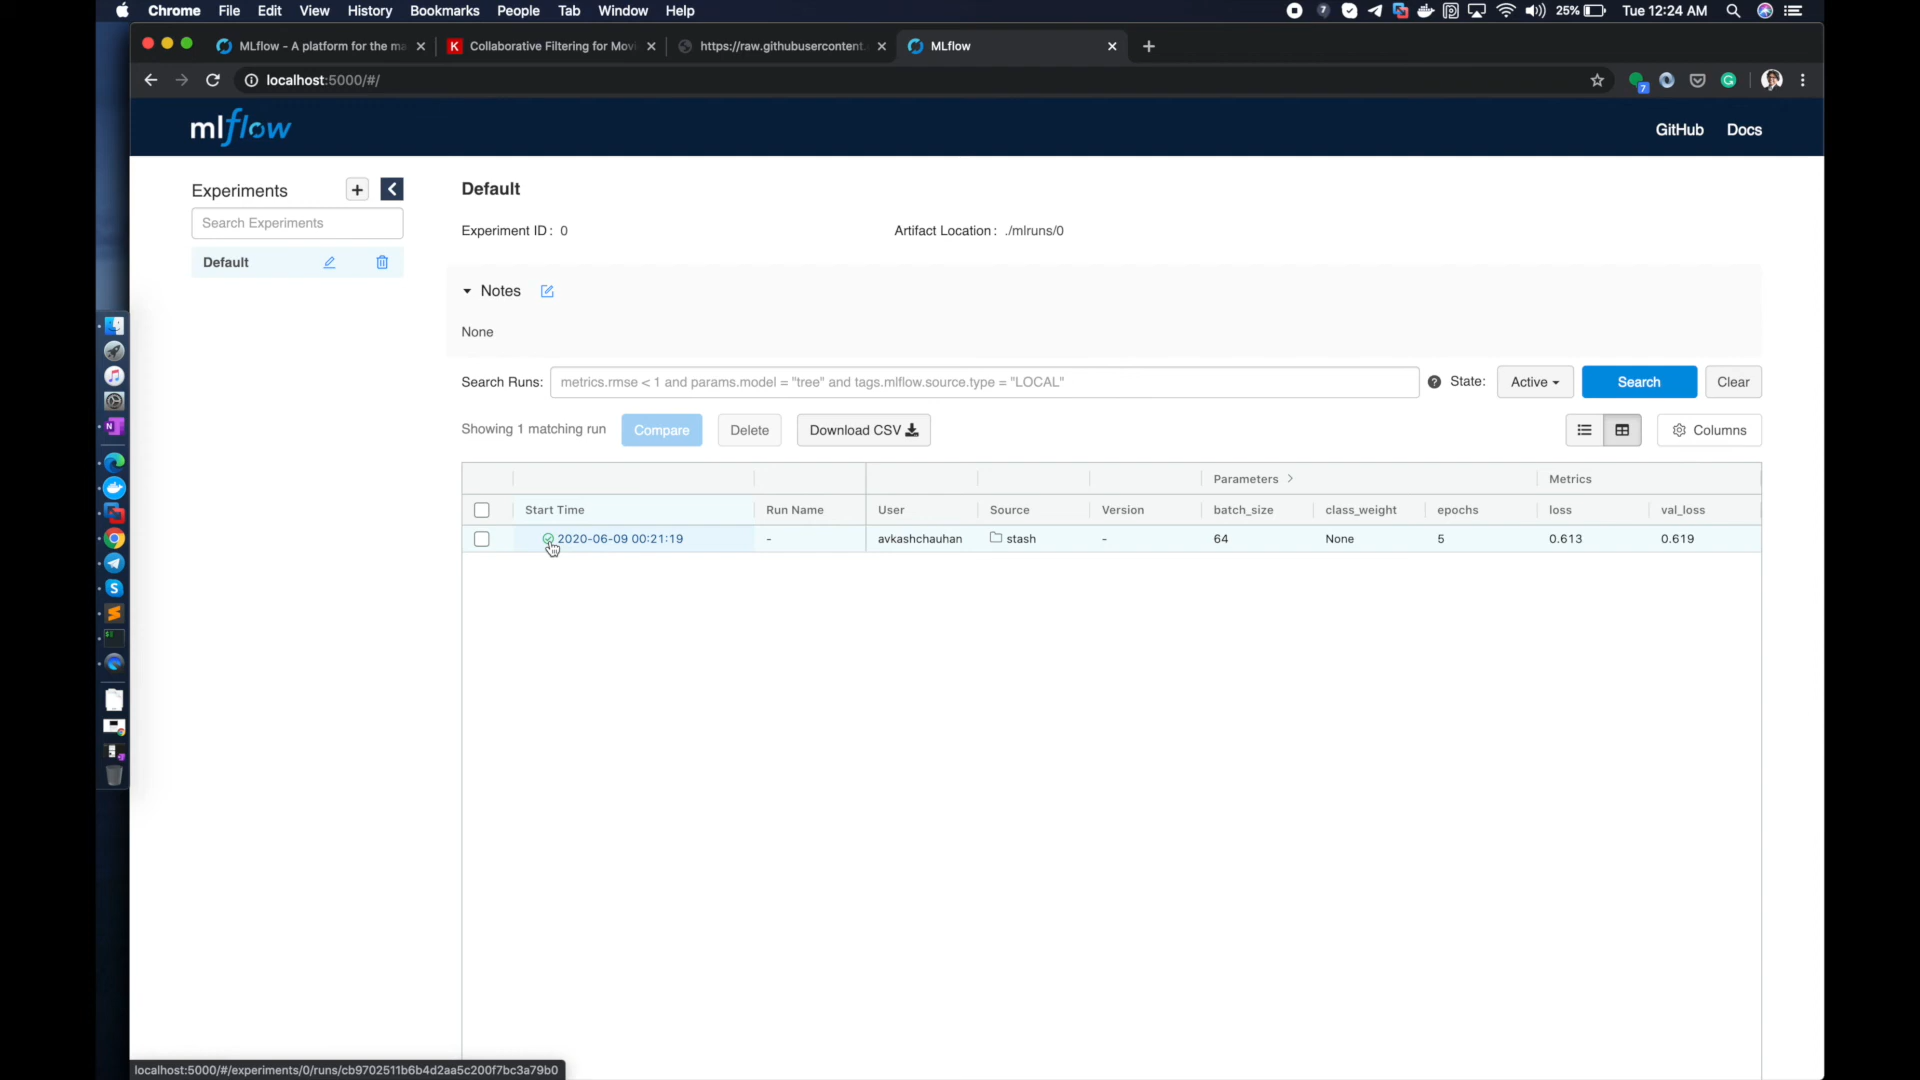 Chrome File Edit View History Bookmarks People Tab Window Help 7 25% Tue 12:24 AM
MLflow - A platform for the ma K Collaborative Filtering for Movi https://raw.githubusercontent. MLflow
localhost:5000/#/ 7
mlflow GitHub Docs
Experiments
Search Experiments
Default
Default
Experiment ID: 0 Artifact Location: ./mlruns/0
Notes
None
Search Runs: metrics.rmse < 1 and params.model = "tree" and tags.mlflow.source.type = "LOCAL" State: Active Search Clear
Showing 1 matching run Compare Delete Download CSV Columns
Parameters > Metrics
Start Time Run Name User Source Version batch_size class_weight epochs loss val_loss
2020-06-09 00:21:19 - avkashchauhan stash - 64 None 5 0.613 0.619
localhost:5000/#/experiments/0/runs/cb9702511b6b4d2aa5c200f7bc3a79b0